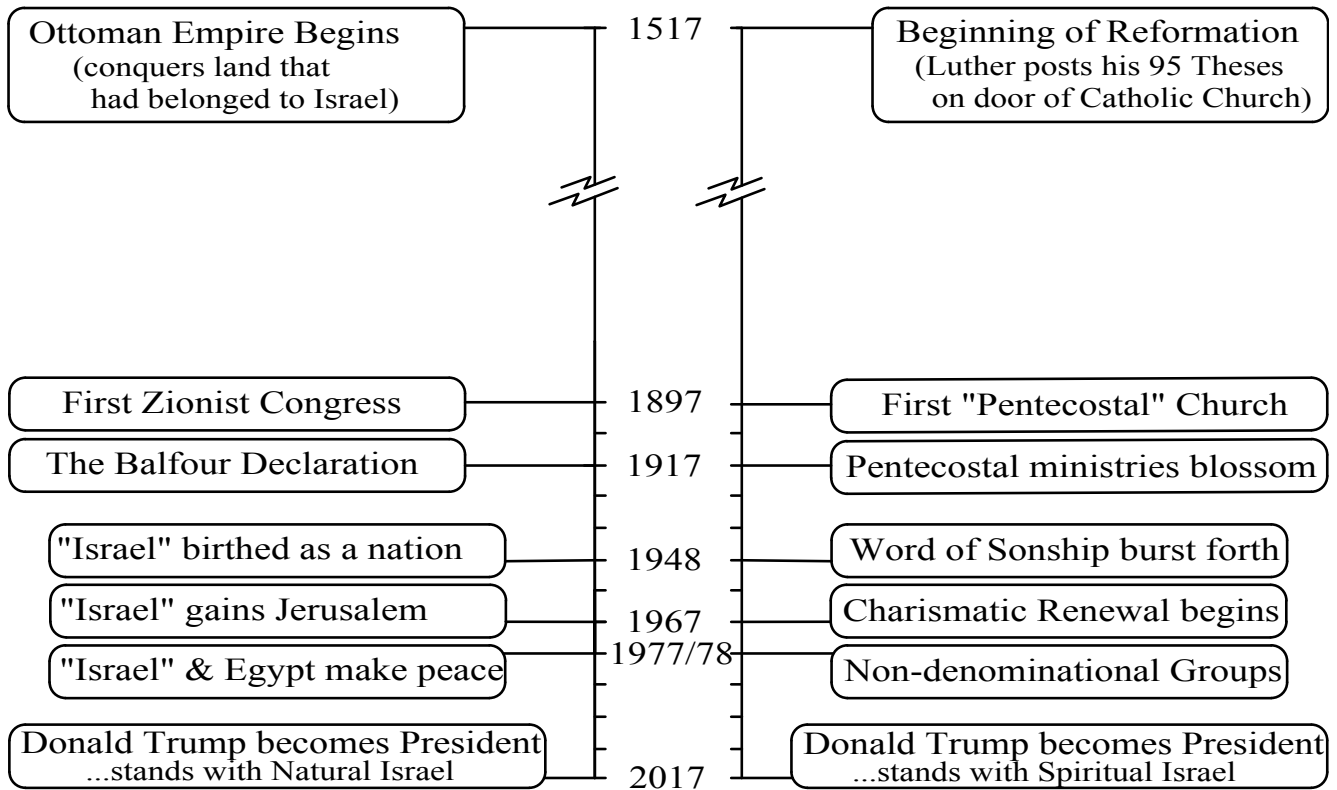 Ottoman Empire Begins
(conquers land that
had belonged to Israel)
1517
Beginning of Reformation
(Luther posts his 95 Theses
on door of Catholic Church)
First Zionist Congress
1897
First "Pentecostal" Church
The Balfour Declaration
1917
Pentecostal ministries blossom
"Israel" birthed as a nation
1948
Word of Sonship burst forth
"Israel" gains Jerusalem
1967
Charismatic Renewal begins
"Israel" & Egypt make peace
1977/78
Non-denominational Groups
Donald Trump becomes President
...stands with Natural Israel
2017
Donald Trump becomes President
...stands with Spiritual Israel